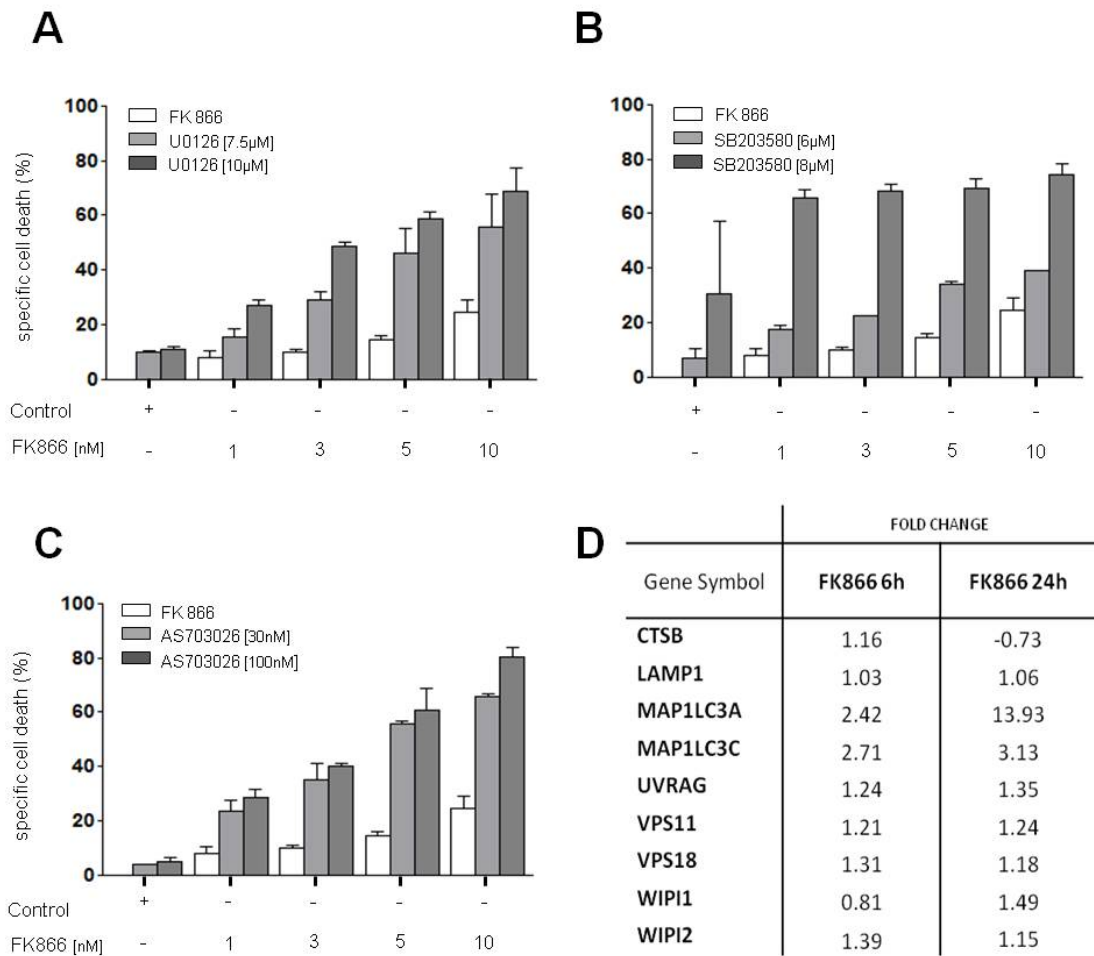 A
100
80
60
40
20
0
specific cell death (%)
FK 866
U0126 [7.5µM]
U0126 [10µM]
Control + - - - -
FK866 [nM] - 1 3 5 10
B
100
80
60
40
20
0
FK 866
SB203580 [6µM]
SB203580 [8µM]
+ - - - -
- 1 3 5 10
C
100
80
60
40
20
0
specific cell death (%)
FK 866
AS703026 [30nM]
AS703026 [100nM]
Control + - - - -
FK866 [nM] - 1 3 5 10
D
FOLD CHANGE
Gene Symbol FK866 6h FK866 24h
CTSB 1.16 -0.73
LAMP1 1.03 1.06
MAP1LC3A 2.42 13.93
MAP1LC3C 2.71 3.13
UVRAG 1.24 1.35
VPS11 1.21 1.24
VPS18 1.31 1.18
WIPI1 0.81 1.49
WIPI2 1.39 1.15